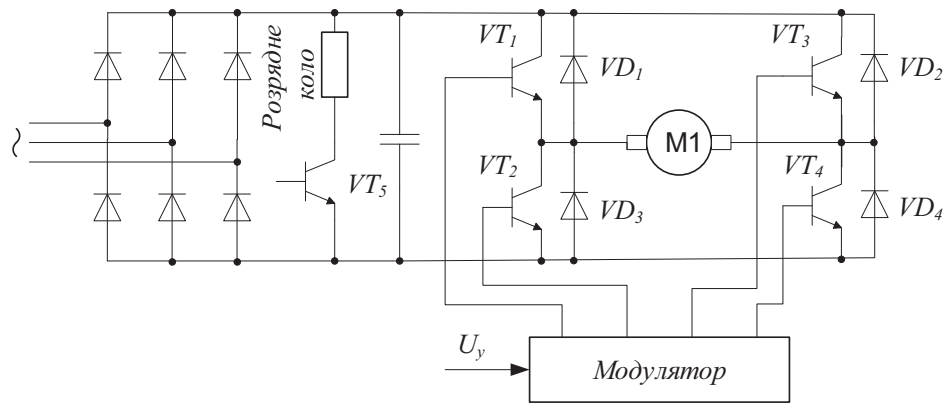 Розрядне
коло
VT₅
VT₁
VD₁
VT₃
VD₂
M1
VT₂
VD₃
VT₄
VD₄
Uy
Модулятор